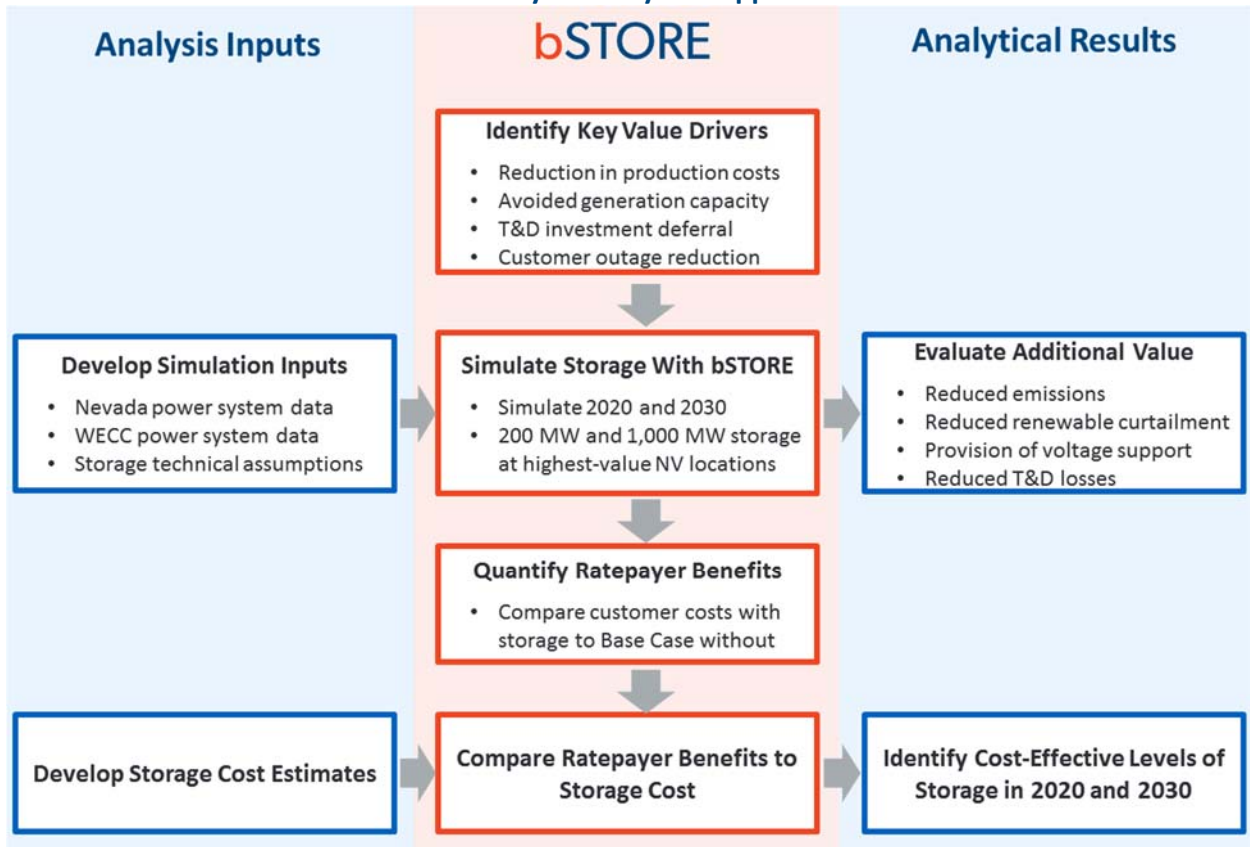 Analysis Inputs
bSTORE
Analytical Results
Identify Key Value Drivers
• Reduction in production costs
• Avoided generation capacity
• T&D investment deferral
• Customer outage reduction
Develop Simulation Inputs
• Nevada power system data
• WECC power system data
• Storage technical assumptions
Simulate Storage With bSTORE
• Simulate 2020 and 2030
• 200 MW and 1,000 MW storage
at highest-value NV locations
Evaluate Additional Value
• Reduced emissions
• Reduced renewable curtailment
• Provision of voltage support
• Reduced T&D losses
Quantify Ratepayer Benefits
• Compare customer costs with
storage to Base Case without
Develop Storage Cost Estimates
Compare Ratepayer Benefits to
Storage Cost
Identify Cost-Effective Levels of
Storage in 2020 and 2030